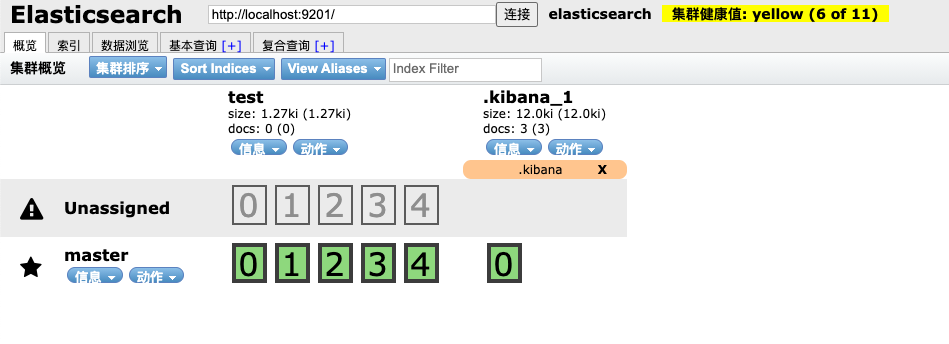 Elasticsearch http://localhost:9201/ 连接 elasticsearch 集群健康值: yellow (6 of 11)
概览 索引 数据浏览 基本查询 [+] 复合查询 [+]
集群概览 集群排序 Sort Indices View Aliases Index Filter
test .kibana_1
size: 1.27ki (1.27ki) size: 12.0ki (12.0ki)
docs: 0 (0) docs: 3 (3)
信息 动作 信息 动作
.kibana X
Unassigned 0 1 2 3 4
master 0 1 2 3 4 0
信息 动作